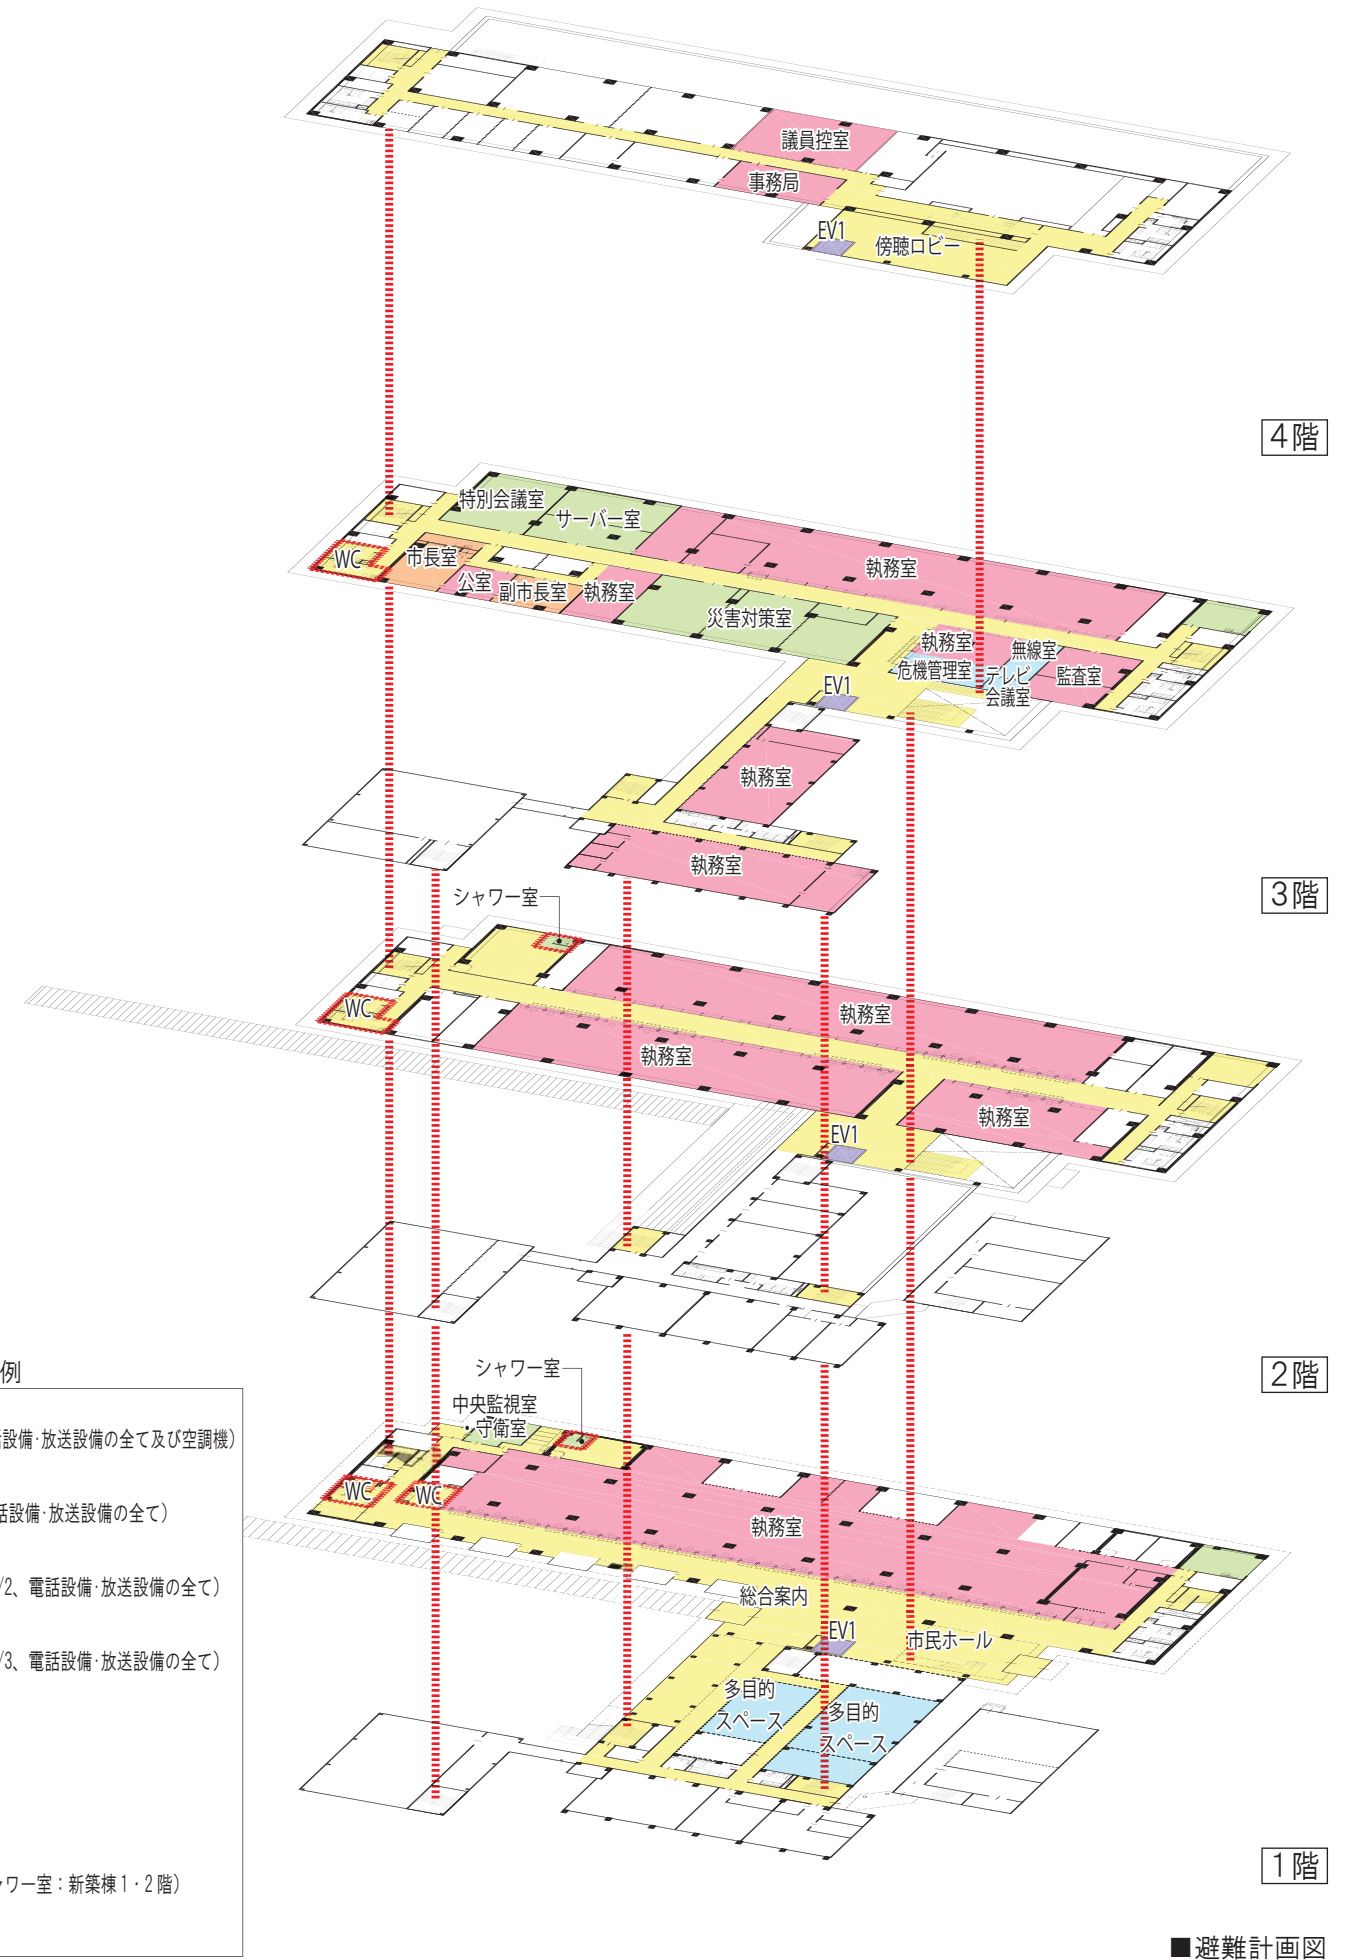 議員控室
事務局
EV1
傍聴ロビー
4階
特別会議室
サーバー室
WC
市長室
公室
副市長室
執務室
執務室
災害対策室
執務室
無線室
危機管理室
テレビ
会議室
監査室
EV1
執務室
執務室
3階
シャワー室
WC
執務室
執務室
執務室
EV1
2階
例
話設備・放送設備の全て及び空調機）
話設備・放送設備の全て）
/2、電話設備・放送設備の全て）
/3、電話設備・放送設備の全て）
ャワー室：新築棟1・2階）
シャワー室
中央監視室
・守衛室
WC
WC
執務室
総合案内
EV1
市民ホール
多目的
スペース
多目的
スペース
1階
■避難計画図